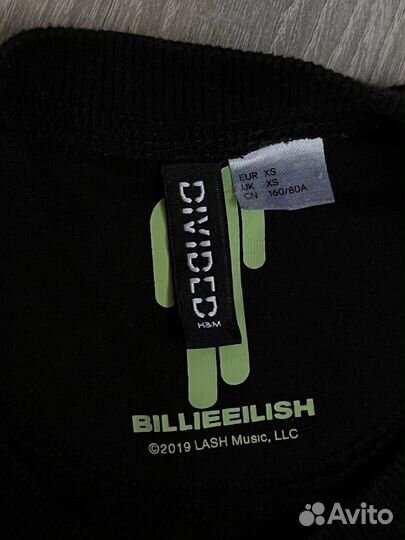 EUR XS
UK XS
CN 160/80A
DIVIDED
H&M
BILLIEEILISH
©2019 LASH Music, LLC
Avito